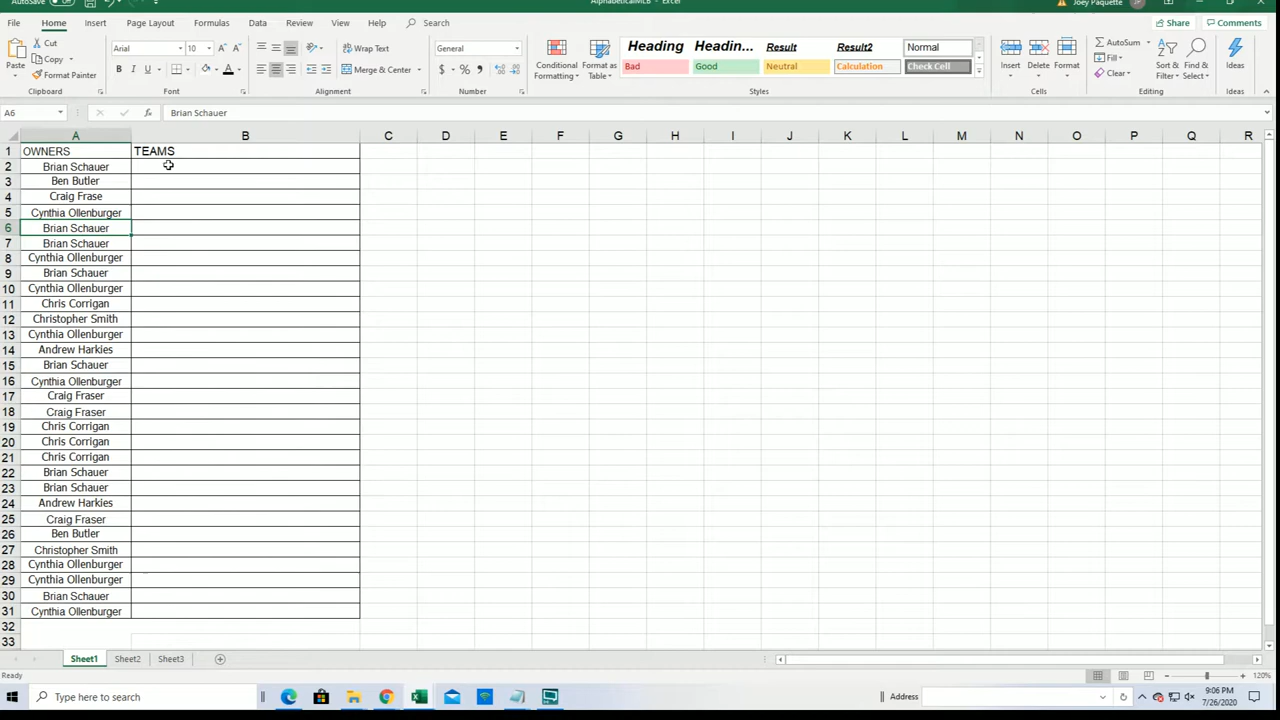 AutoSave Off AlphabeticalMLB - Excel Joey Paquette JP
File Home Insert Page Layout Formulas Data Review View Help Search Share Comments
Paste Cut Copy Format Painter Clipboard
Arial 10 Font
Wrap Text Merge & Center Alignment
General Number
Conditional Formatting Format as Table
Heading Headin... Result Result2 Normal
Bad Good Neutral Calculation Check Cell
Styles
Insert Delete Format Cells
AutoSum Fill Clear Sort & Filter Find & Select Editing
Ideas Ideas
A6 fx Brian Schauer
A B C D E F G H I J K L M N O P Q R
1 OWNERS TEAMS
2 Brian Schauer
3 Ben Butler
4 Craig Frase
5 Cynthia Ollenburger
6 Brian Schauer
7 Brian Schauer
8 Cynthia Ollenburger
9 Brian Schauer
10 Cynthia Ollenburger
11 Chris Corrigan
12 Christopher Smith
13 Cynthia Ollenburger
14 Andrew Harkies
15 Brian Schauer
16 Cynthia Ollenburger
17 Craig Fraser
18 Craig Fraser
19 Chris Corrigan
20 Chris Corrigan
21 Chris Corrigan
22 Brian Schauer
23 Brian Schauer
24 Andrew Harkies
25 Craig Fraser
26 Ben Butler
27 Christopher Smith
28 Cynthia Ollenburger
29 Cynthia Ollenburger
30 Brian Schauer
31 Cynthia Ollenburger
32
33
Sheet1 Sheet2 Sheet3
Ready 120%
Type here to search Address 9:06 PM
7/26/2020